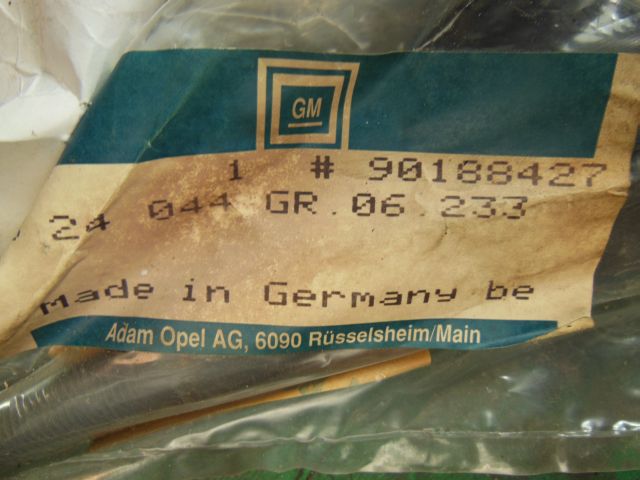 GM
1 # 90188427
24 044 GR.06.233
Made in Germany be
Adam Opel AG, 6090 Rüsselsheim/Main